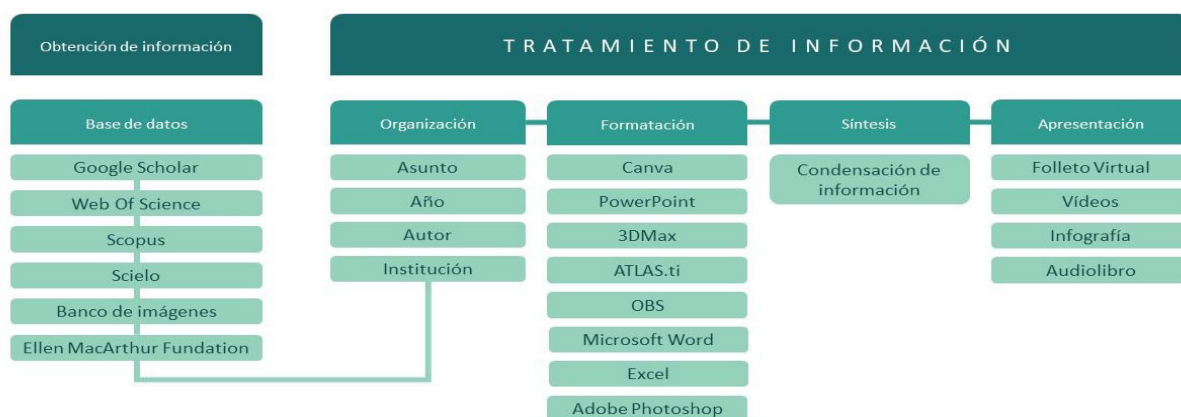 Obtención de información
TRATAMIENTO DE INFORMACIÓN
Base de datos
Google Scholar
Web Of Science
Scopus
Scielo
Banco de imágenes
Ellen MacArthur Fundation
Organización
Asunto
Año
Autor
Institución
Formatación
Canva
PowerPoint
3DMax
ATLAS.ti
OBS
Microsoft Word
Excel
Adobe Photoshop
Síntesis
Condensación de
información
Apresentación
Folleto Virtual
Vídeos
Infografía
Audiolibro